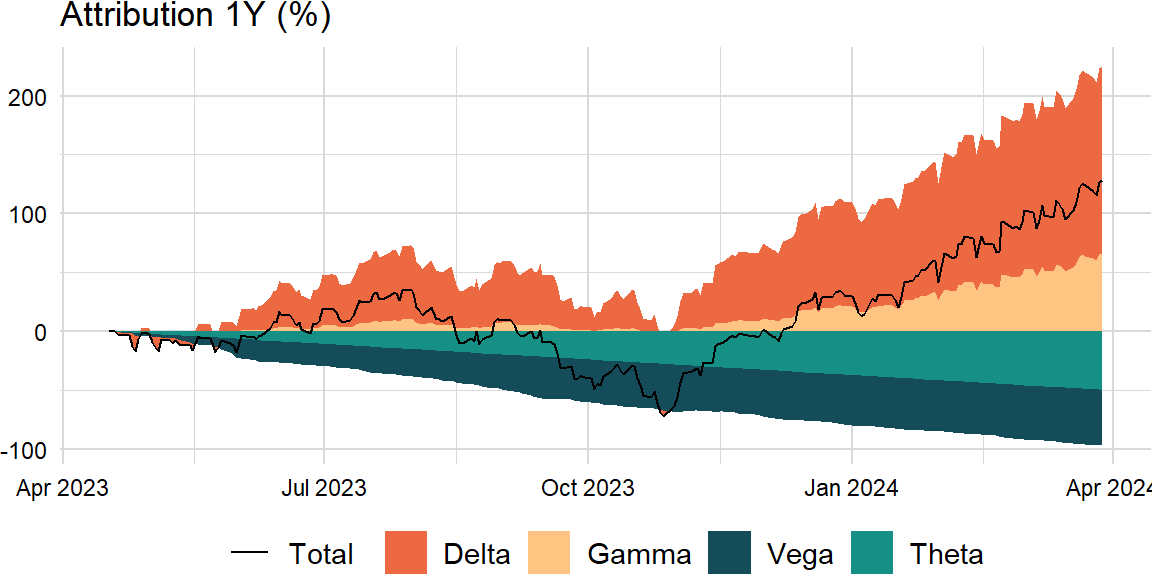 Attribution 1Y (%)
200
100
0
-100
Apr 2023 Jul 2023 Oct 2023 Jan 2024 Apr 2024
Total Delta Gamma Vega Theta